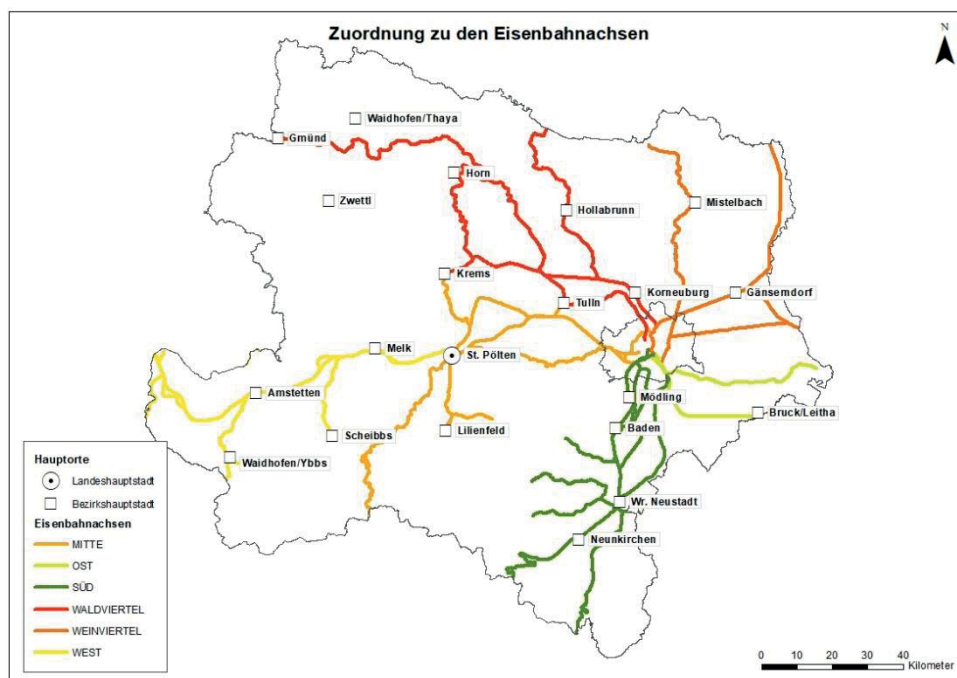 Zuordnung zu den Eisenbahnachsen
N
Waidhofen/Thaya
Gmünd
Horn
Zwettl
Hollabrunn
Mistelbach
Krems
Korneuburg
Gänserndorf
Tulln
Melk
St. Pölten
Amstetten
Mödling
Bruck/Leitha
Scheibbs
Lilienfeld
Baden
Waidhofen/Ybbs
Wr. Neustadt
Neunkirchen
Hauptorte
Landeshauptstadt
Bezirkshauptstadt
Eisenbahnachsen
MITTE
OST
SÜD
WALDVIERTEL
WEINVIERTEL
WEST
0 10 20 30 40
Kilometer